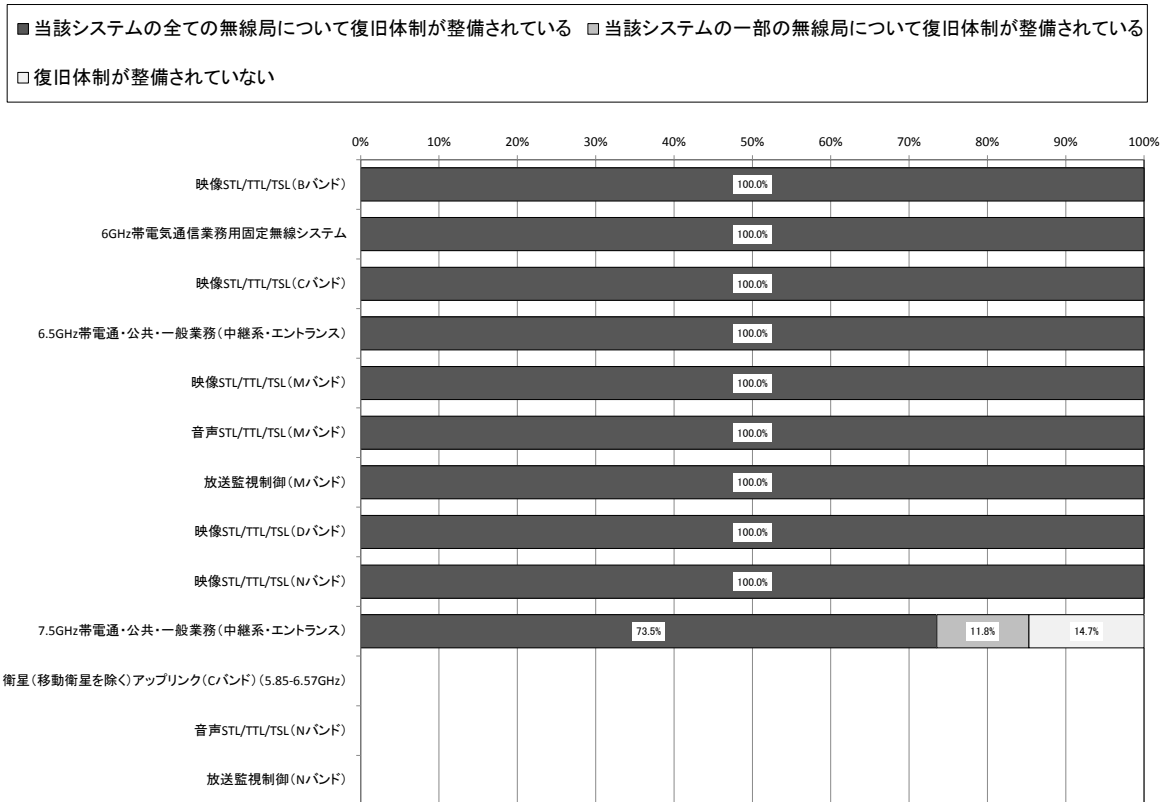 ■当該システムの全ての無線局について復旧体制が整備されている ■当該システムの一部の無線局について復旧体制が整備されている
□復旧体制が整備されていない
0% 10% 20% 30% 40% 50% 60% 70% 80% 90% 100%
映像STL/TTL/TSL(Bバンド) 100.0%
6GHz帯電気通信業務用固定無線システム 100.0%
映像STL/TTL/TSL(Cバンド) 100.0%
6.5GHz帯電通・公共・一般業務(中継系・エントランス) 100.0%
映像STL/TTL/TSL(Mバンド) 100.0%
音声STL/TTL/TSL(Mバンド) 100.0%
放送監視制御(Mバンド) 100.0%
映像STL/TTL/TSL(Dバンド) 100.0%
映像STL/TTL/TSL(Nバンド) 100.0%
7.5GHz帯電通・公共・一般業務(中継系・エントランス) 73.5% 11.8% 14.7%
衛星(移動衛星を除く)アップリンク(Cバンド)(5.85-6.57GHz)
音声STL/TTL/TSL(Nバンド)
放送監視制御(Nバンド)